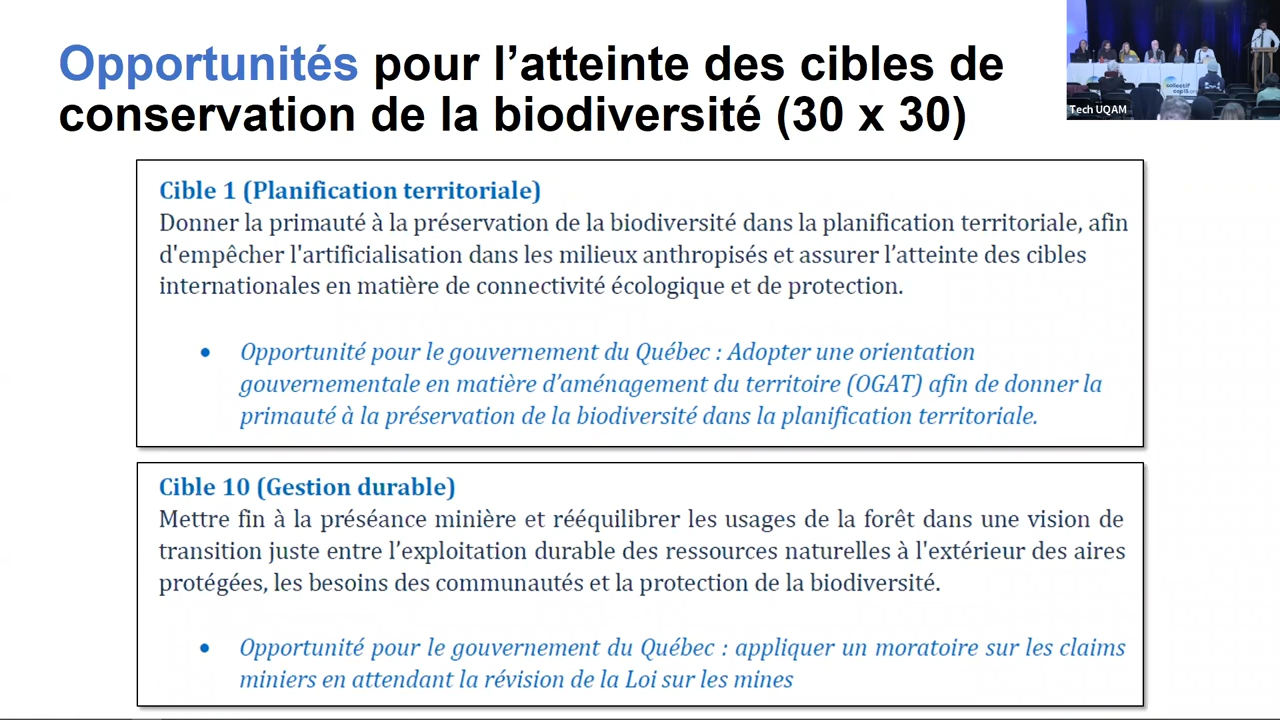 Opportunités pour l’atteinte des cibles de
conservation de la biodiversité (30 x 30)
Tech UQAM
collectif
cop15.org
Cible 1 (Planification territoriale)
Donner la primauté à la préservation de la biodiversité dans la planification territoriale, afin
d'empêcher l'artificialisation dans les milieux anthropisés et assurer l’atteinte des cibles
internationales en matière de connectivité écologique et de protection.
• Opportunité pour le gouvernement du Québec : Adopter une orientation
gouvernementale en matière d’aménagement du territoire (OGAT) afin de donner la
primauté à la préservation de la biodiversité dans la planification territoriale.
Cible 10 (Gestion durable)
Mettre fin à la préséance minière et rééquilibrer les usages de la forêt dans une vision de
transition juste entre l’exploitation durable des ressources naturelles à l'extérieur des aires
protégées, les besoins des communautés et la protection de la biodiversité.
• Opportunité pour le gouvernement du Québec : appliquer un moratoire sur les claims
miniers en attendant la révision de la Loi sur les mines